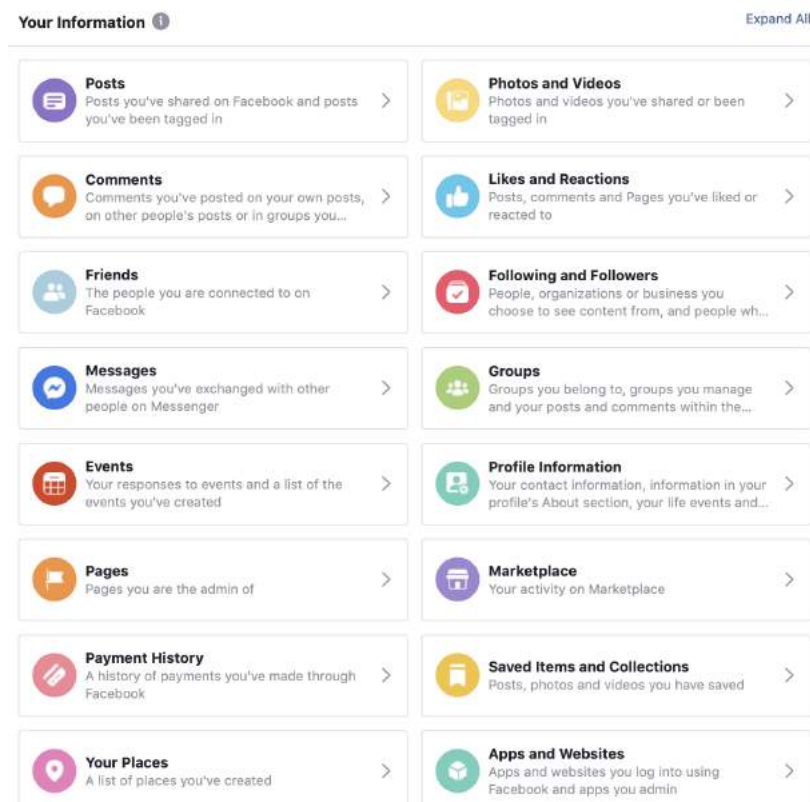 Your Information
Expand All
Posts
Posts you've shared on Facebook and posts
you've been tagged in
Photos and Videos
Photos and videos you've shared or been
tagged in
Comments
Comments you've posted on your own posts,
on other people's posts or in groups you...
Likes and Reactions
Posts, comments and Pages you've liked or
reacted to
Friends
The people you are connected to on
Facebook
Following and Followers
People, organizations or business you
choose to see content from, and people wh...
Messages
Messages you've exchanged with other
people on Messenger
Groups
Groups you belong to, groups you manage
and your posts and comments within the...
Events
Your responses to events and a list of the
events you've created
Profile Information
Your contact information, information in your
profile's About section, your life events and...
Pages
Pages you are the admin of
Marketplace
Your activity on Marketplace
Payment History
A history of payments you've made through
Facebook
Saved Items and Collections
Posts, photos and videos you have saved
Your Places
A list of places you've created
Apps and Websites
Apps and websites you log into using
Facebook and apps you admin